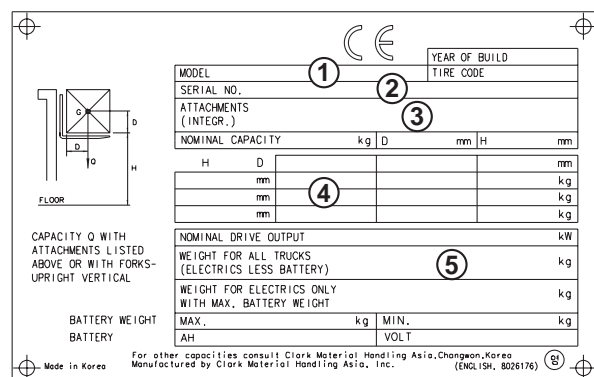 CE
YEAR OF BUILD
MODEL 1 TIRE CODE
SERIAL NO. 2
ATTACHMENTS
(INTEGR.) 3
NOMINAL CAPACITY kg D mm H mm
G
D
D
Q
H
FLOOR
H D mm
mm kg
mm 4 kg
mm kg
CAPACITY Q WITH
ATTACHMENTS LISTED
ABOVE OR WITH FORKS-
UPRIGHT VERTICAL
NOMINAL DRIVE OUTPUT kW
WEIGHT FOR ALL TRUCKS
(ELECTRICS LESS BATTERY) 5 kg
WEIGHT FOR ELECTRICS ONLY
WITH MAX. BATTERY WEIGHT kg
BATTERY WEIGHT MAX. kg MIN. kg
BATTERY AH VOLT
Made in Korea
For other capacities consult Clark Material Handling Asia,Changwon,Korea
Manufactured by Clark Material Handling Asia, Inc. (ENGLISH, 8026176) 영